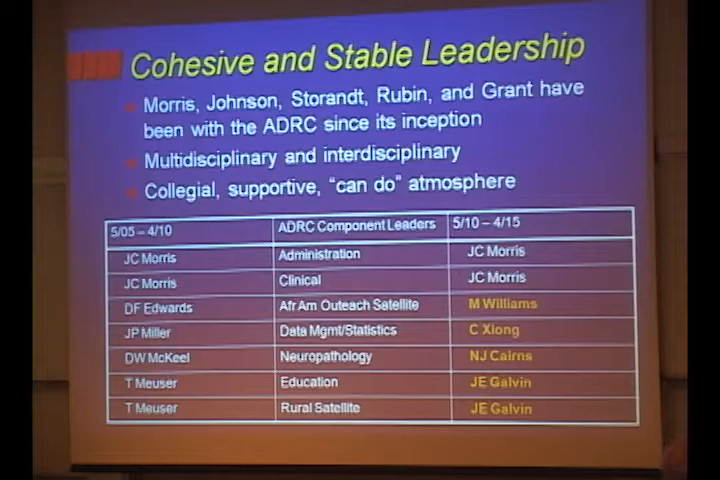 Cohesive and Stable Leadership
Morris, Johnson, Storandt, Rubin, and Grant have
been with the ADRC since its inception
Multidisciplinary and interdisciplinary
Collegial, supportive, “can do” atmosphere
5/05 – 4/10 ADRC Component Leaders 5/10 – 4/15
JC Morris Administration JC Morris
JC Morris Clinical JC Morris
DF Edwards Afr Am Outeach Satellite M Williams
JP Miller Data Mgmt/Statistics C Xiong
DW McKeel Neuropathology NJ Cairns
T Meuser Education JE Galvin
T Meuser Rural Satellite JE Galvin